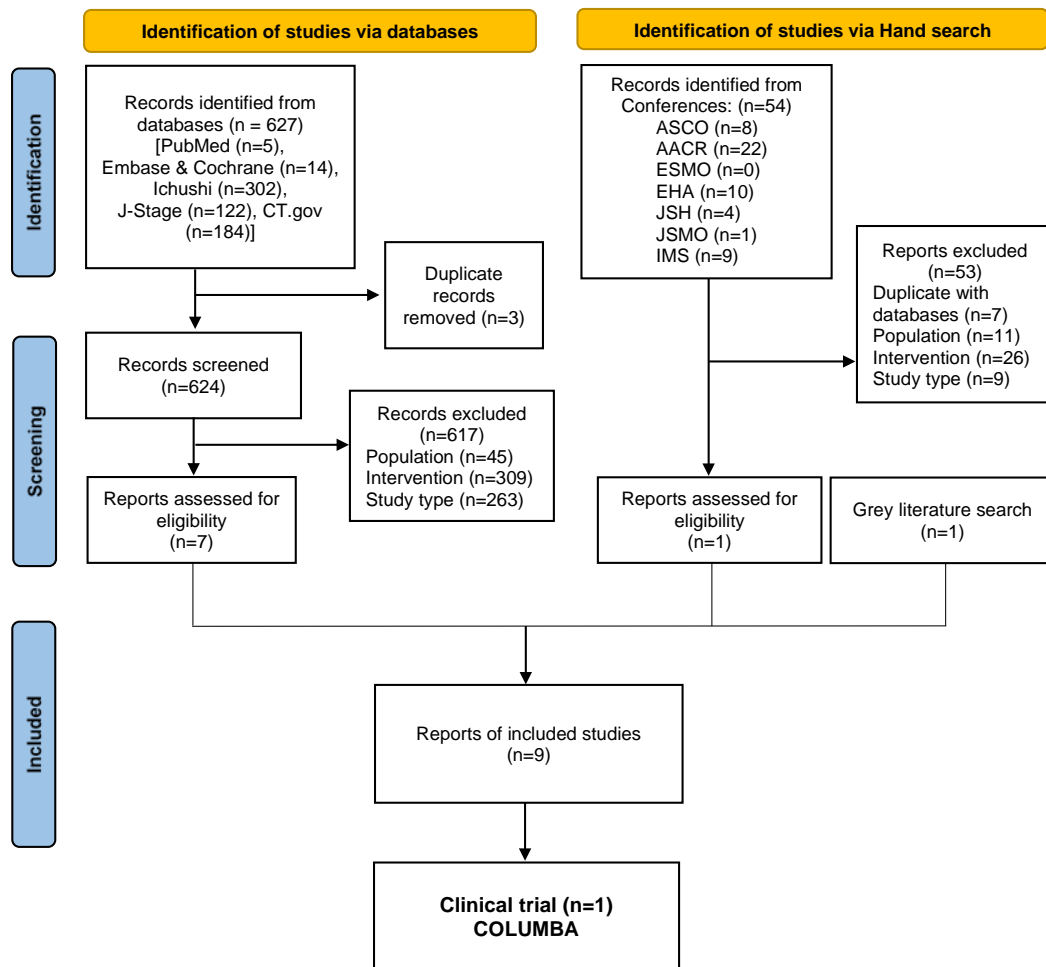 Identification of studies via databases
Identification of studies via Hand search
Identification
Records identified from
databases (n = 627)
[PubMed (n=5),
Embase & Cochrane (n=14),
Ichushi (n=302),
J-Stage (n=122), CT.gov
(n=184)]
Records identified from
Conferences: (n=54)
ASCO (n=8)
AACR (n=22)
ESMO (n=0)
EHA (n=10)
JSH (n=4)
JSMO (n=1)
IMS (n=9)
Duplicate
records
removed (n=3)
Reports excluded
(n=53)
Duplicate with
databases (n=7)
Population (n=11)
Intervention (n=26)
Study type (n=9)
Screening
Records screened
(n=624)
Records excluded
(n=617)
Population (n=45)
Intervention (n=309)
Study type (n=263)
Reports assessed for
eligibility
(n=7)
Reports assessed for
eligibility
(n=1)
Grey literature search
(n=1)
Included
Reports of included studies
(n=9)
Clinical trial (n=1)
COLUMBA